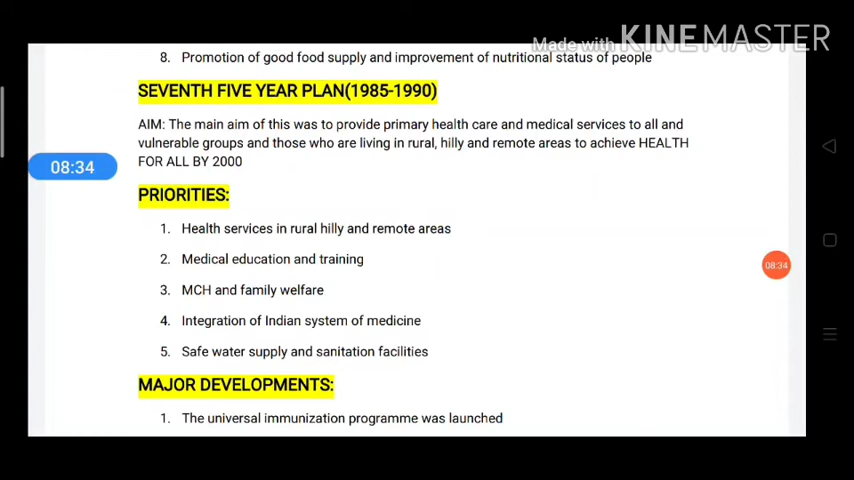 Made with KINEMASTER
8. Promotion of good food supply and improvement of nutritional status of people
SEVENTH FIVE YEAR PLAN(1985-1990)
AIM: The main aim of this was to provide primary health care and medical services to all and
vulnerable groups and those who are living in rural, hilly and remote areas to achieve HEALTH
FOR ALL BY 2000
08:34
PRIORITIES:
1. Health services in rural hilly and remote areas
2. Medical education and training
08:34
3. MCH and family welfare
4. Integration of Indian system of medicine
5. Safe water supply and sanitation facilities
MAJOR DEVELOPMENTS:
1. The universal immunization programme was launched